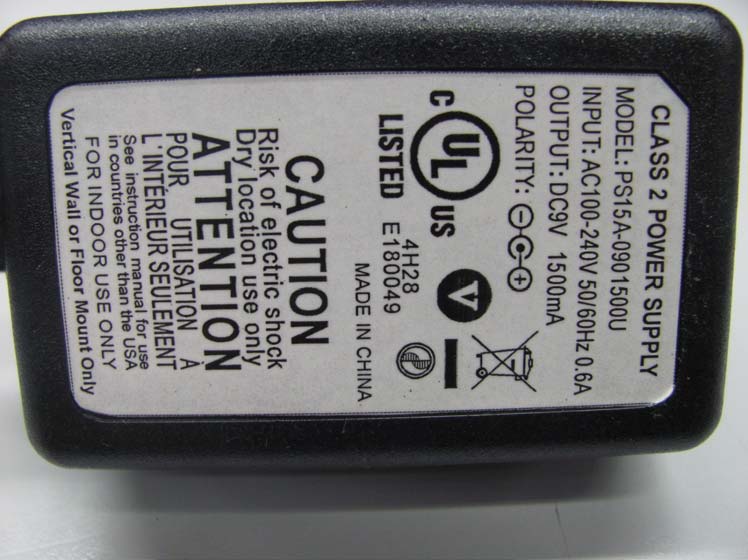 CLASS 2 POWER SUPPLY
MODEL: PS15A-0901500U
INPUT: AC100-240V 50/60Hz 0.6A
OUTPUT: DC9V 1500mA
POLARITY:
C UL US
LISTED
4H28
E180049
V
MADE IN CHINA
CAUTION
Risk of electric shock
Dry location use only
ATTENTION
POUR UTILISATION À
L'INTÉRIEUR SEULEMENT
See instruction manual for use
in countries other than the USA
FOR INDOOR USE ONLY
Vertical Wall or Floor Mount Only